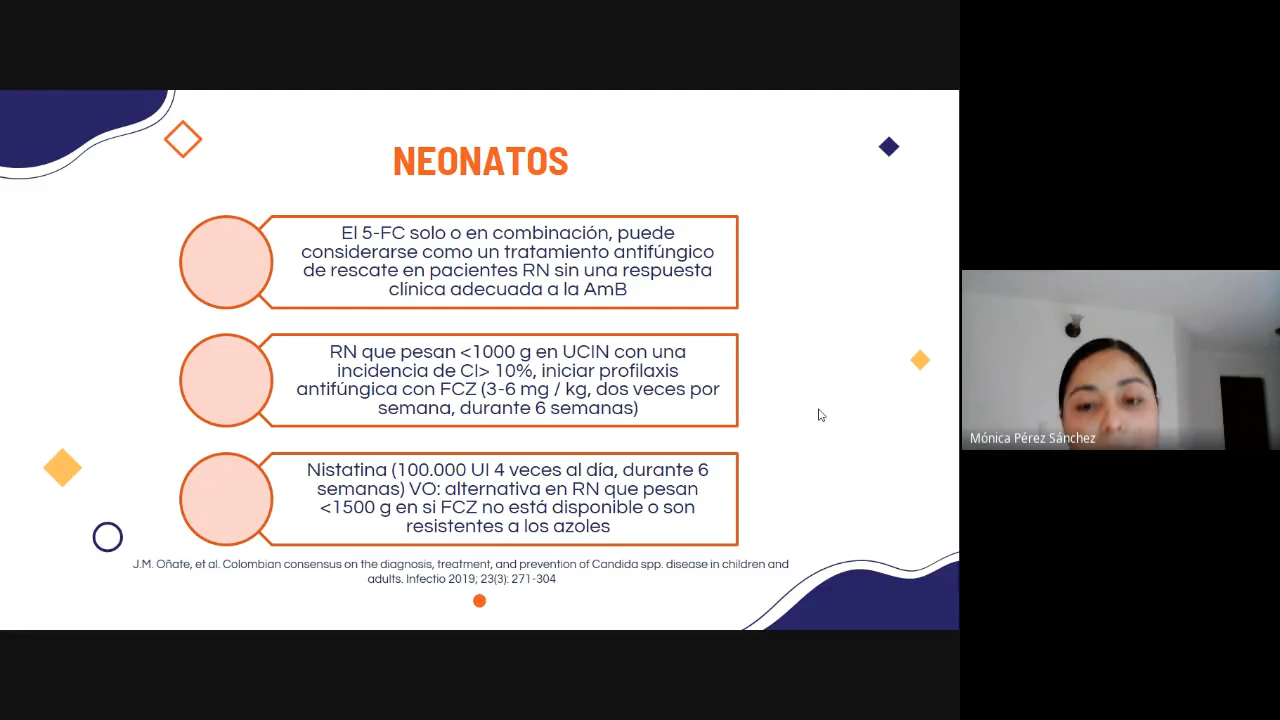 NEONATOS
El 5-FC solo o en combinación, puede
considerarse como un tratamiento antifúngico
de rescate en pacientes RN sin una respuesta
clínica adecuada a la AmB
RN que pesan <1000 g en UCIN con una
incidencia de CI> 10%, iniciar profilaxis
antifúngica con FCZ (3-6 mg / kg, dos veces por
semana, durante 6 semanas)
Nistatina (100.000 UI 4 veces al día, durante 6
semanas) VO: alternativa en RN que pesan
<1500 g en si FCZ no está disponible o son
resistentes a los azoles
J.M. Oñate, et al. Colombian consensus on the diagnosis, treatment, and prevention of Candida spp. disease in children and
adults. Infectio 2019; 23(3): 271-304
Mónica Pérez Sánchez